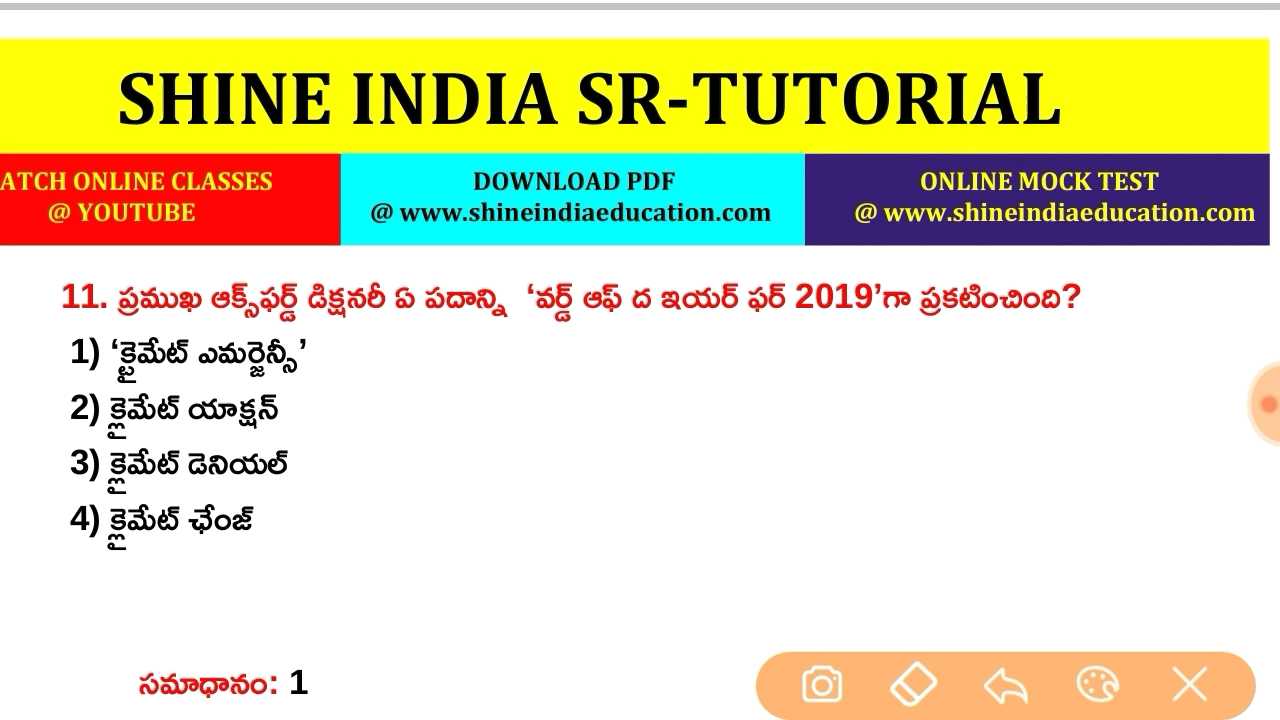 SHINE INDIA SR-TUTORIAL
ATCH ONLINE CLASSES
@ YOUTUBE
DOWNLOAD PDF
@ www.shineindiaeducation.com
ONLINE MOCK TEST
@ www.shineindiaeducation.com
11. ప్రముఖ ఆక్స్‌ఫర్డ్ డిక్షనరీ ఏ పదాన్ని ‘వర్డ్ ఆఫ్ ద ఇయర్ ఫర్ 2019’గా ప్రకటించింది?
1) ‘క్టైమేట్ ఎమర్జెన్సీ’
2) క్లైమేట్ యాక్షన్
3) క్లైమేట్ డెనియల్
4) క్లైమేట్ ఛేంజ్
సమాధానం: 1